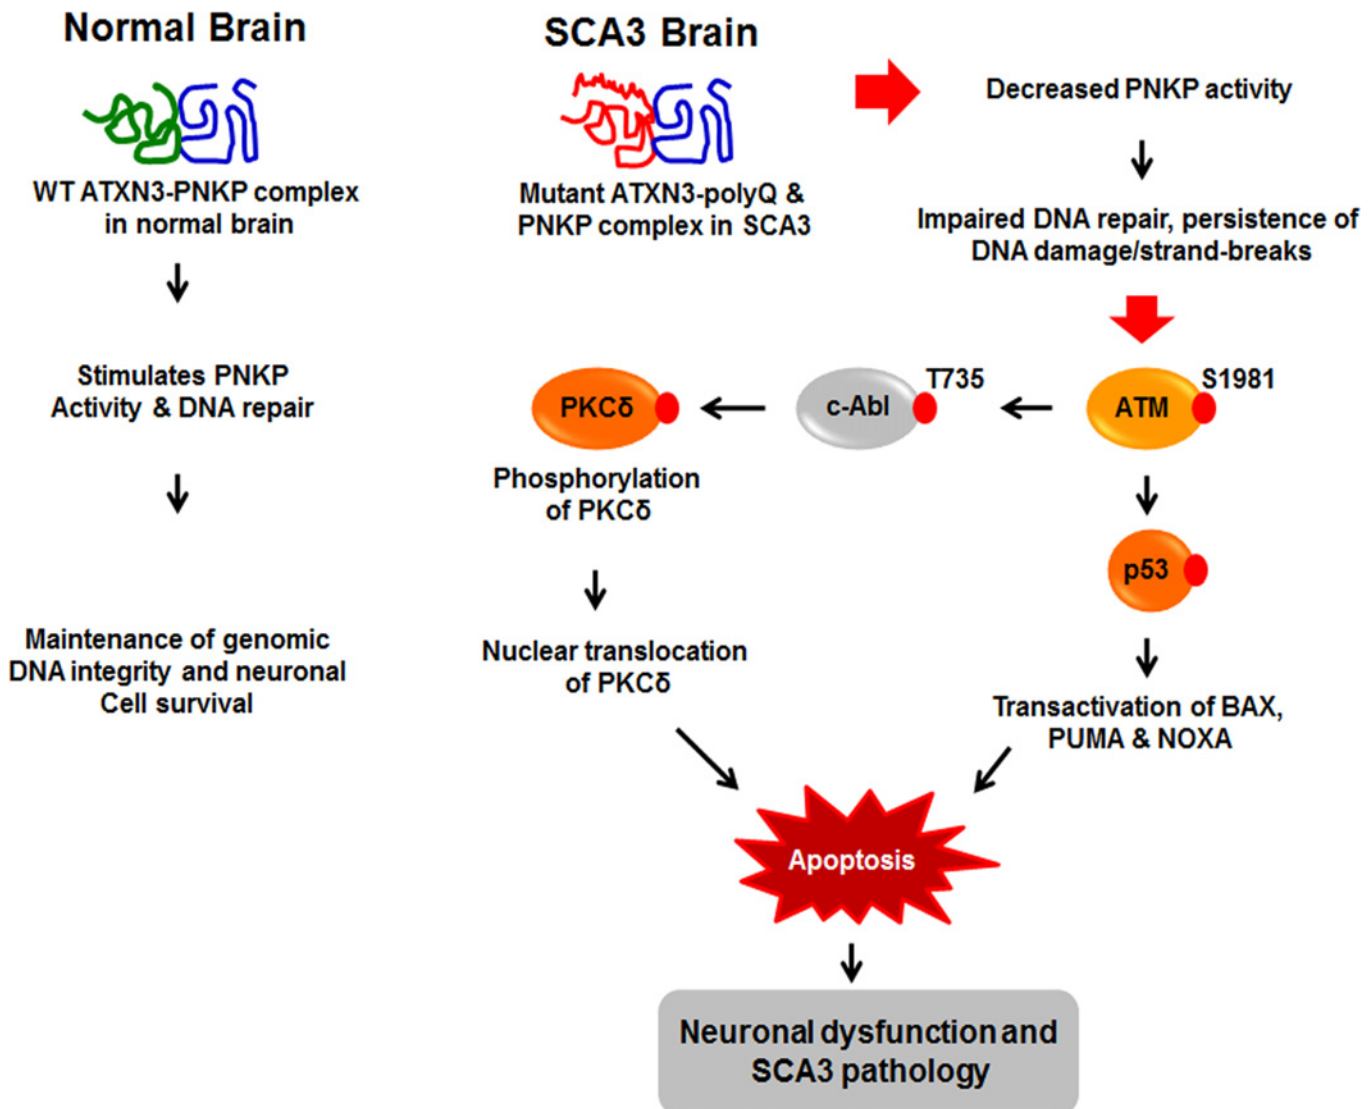 Normal Brain
WT ATXN3-PNKP complex
in normal brain
Stimulates PNKP
Activity & DNA repair
Maintenance of genomic
DNA integrity and neuronal
Cell survival
SCA3 Brain
Mutant ATXN3-polyQ &
PNKP complex in SCA3
Decreased PNKP activity
Impaired DNA repair, persistence of
DNA damage/strand-breaks
S1981
ATM
T735
c-Abl
PKCδ
Phosphorylation
of PKCδ
Nuclear translocation
of PKCδ
p53
Transactivation of BAX,
PUMA & NOXA
Apoptosis
Neuronal dysfunction and
SCA3 pathology